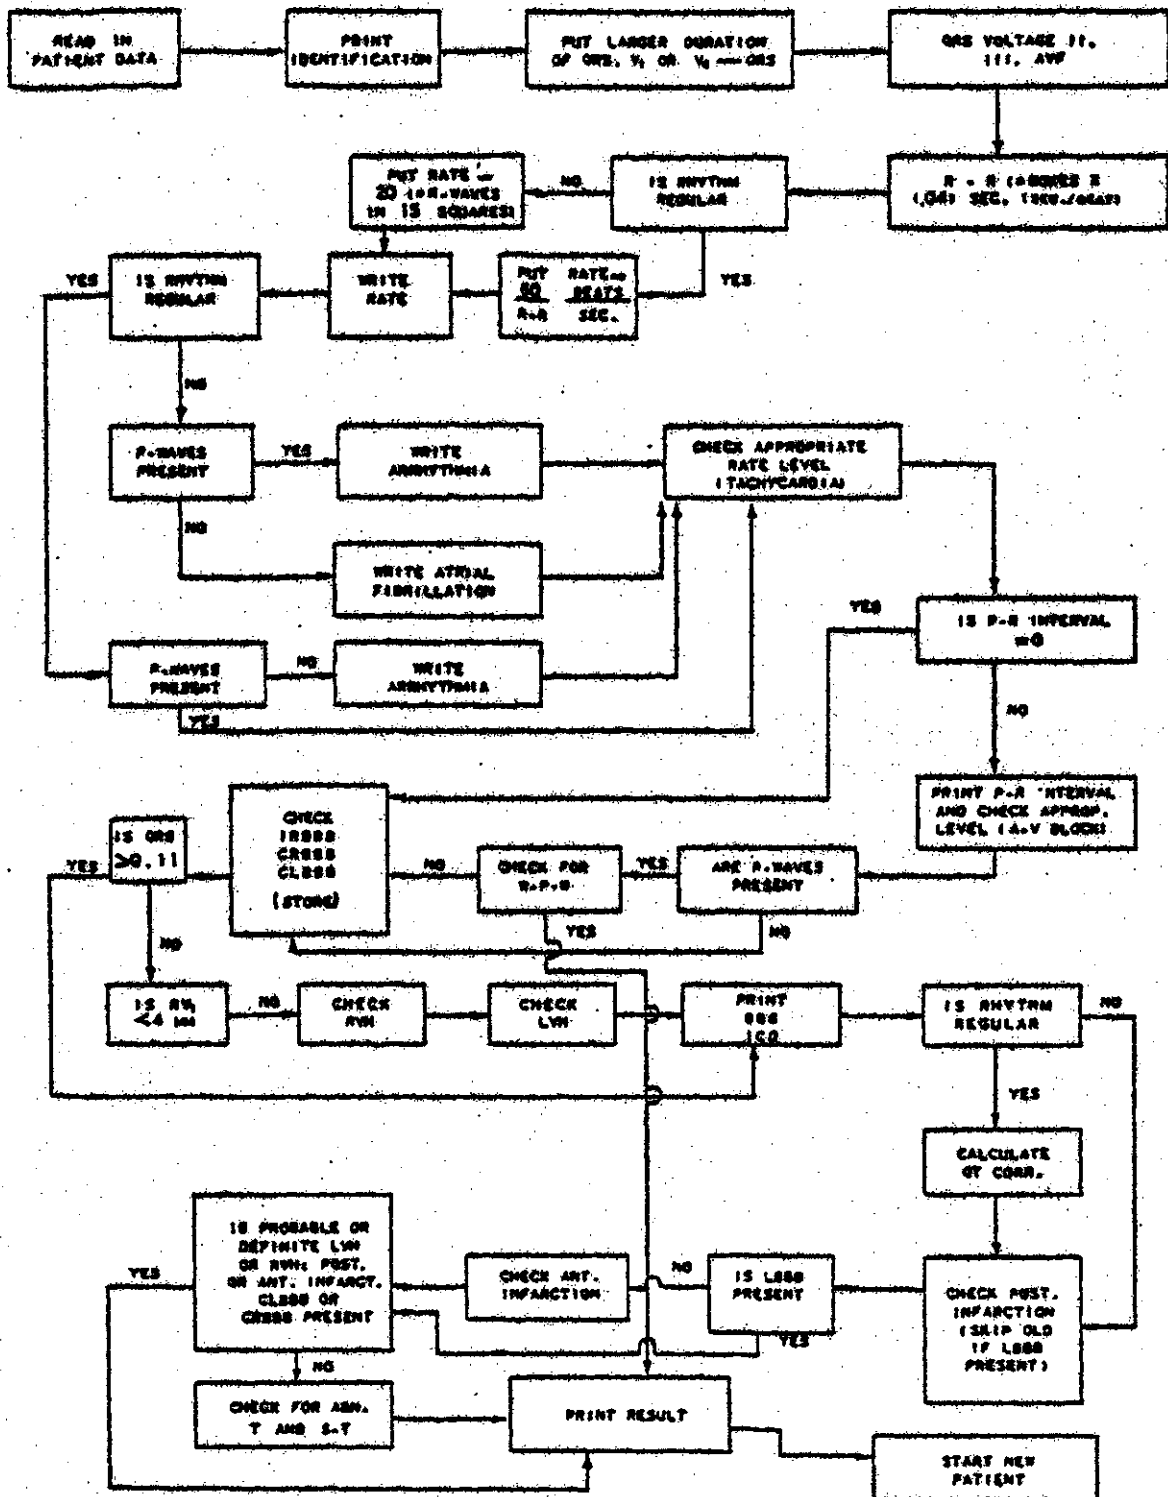 READ IN
PATIENT DATA
PRINT
IDENTIFICATION
PUT LARGER DURATION
OF QRS, V₁ OR V₆ — QRS
QRS VOLTAGE II,
III, AVF
PUT RATE =
20 (# R-WAVES
IN 15 SQUARES)
NO
IS RHYTHM
REGULAR
R - R (# BOXES X
(.04) SEC.
YES
IS RHYTHM
REGULAR
WRITE
RATE
PUT RATE =
60 BEATS
R-R SEC.
YES
NO
P-WAVES
PRESENT
YES
WRITE
ARRHYTHMIA
CHECK APPROPRIATE
RATE LEVEL
(TACHYCARDIA)
NO
WRITE ATRIAL
FIBRILLATION
YES
IS P-R INTERVAL
=0
P-WAVES
PRESENT
NO
WRITE
ARRHYTHMIA
YES
NO
PRINT P-R INTERVAL
AND CHECK APPROP.
LEVEL (A-V BLOCK)
YES
IS QRS
>0.11
CHECK
IRBBB
CRBBB
CLBBB
(STORE)
NO
CHECK FOR
W.P.W.
YES
ARE P-WAVES
PRESENT
NO
YES
NO
IS RV₁
<4 MM
NO
CHECK
RVH
CHECK
LVH
PRINT
BBB
ICD
IS RHYTHM
REGULAR
NO
YES
CALCULATE
QT CORR.
YES
IS PROBABLE OR
DEFINITE LVH
OR RVH; POST.
OR ANT. INFARCT.
CLBBB OR
CRBBB PRESENT
CHECK ANT.
INFARCTION
NO
IS LBBB
PRESENT
CHECK POST.
INFARCTION
(SKIP OLD
IF LBBB
PRESENT)
YES
NO
CHECK FOR ABN.
T AND S-T
PRINT RESULT
START NEW
PATIENT